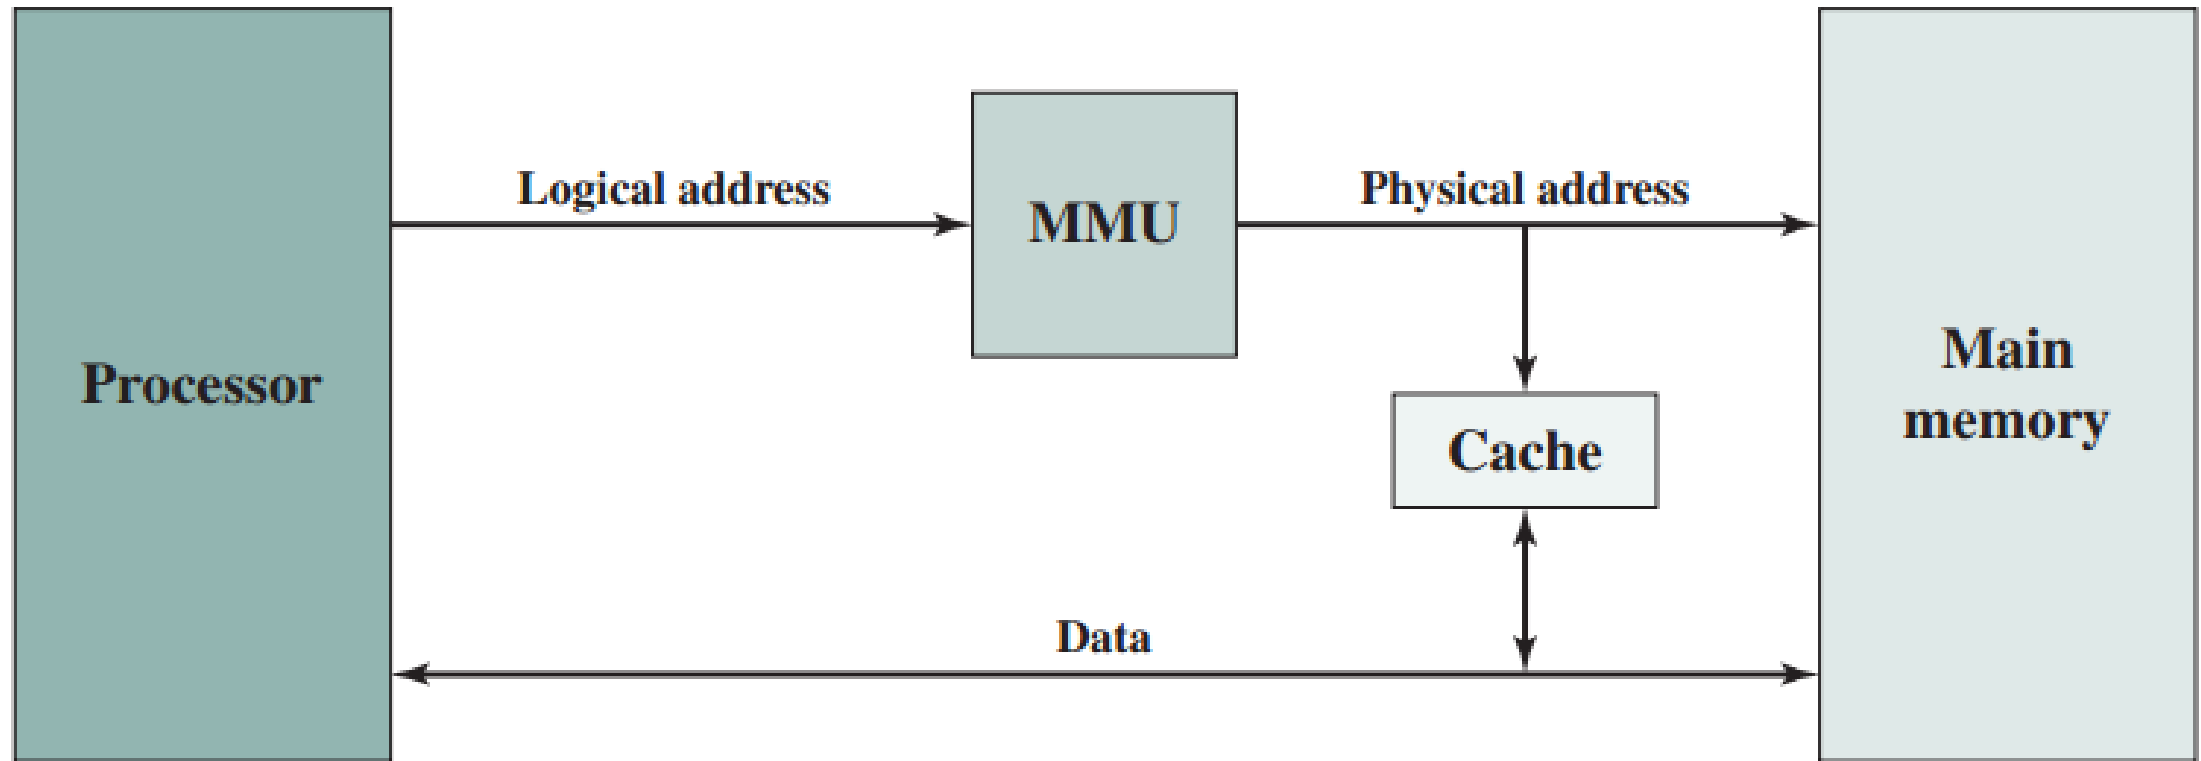 Logical address
MMU
Physical address
Processor
Main
memory
Cache
Data